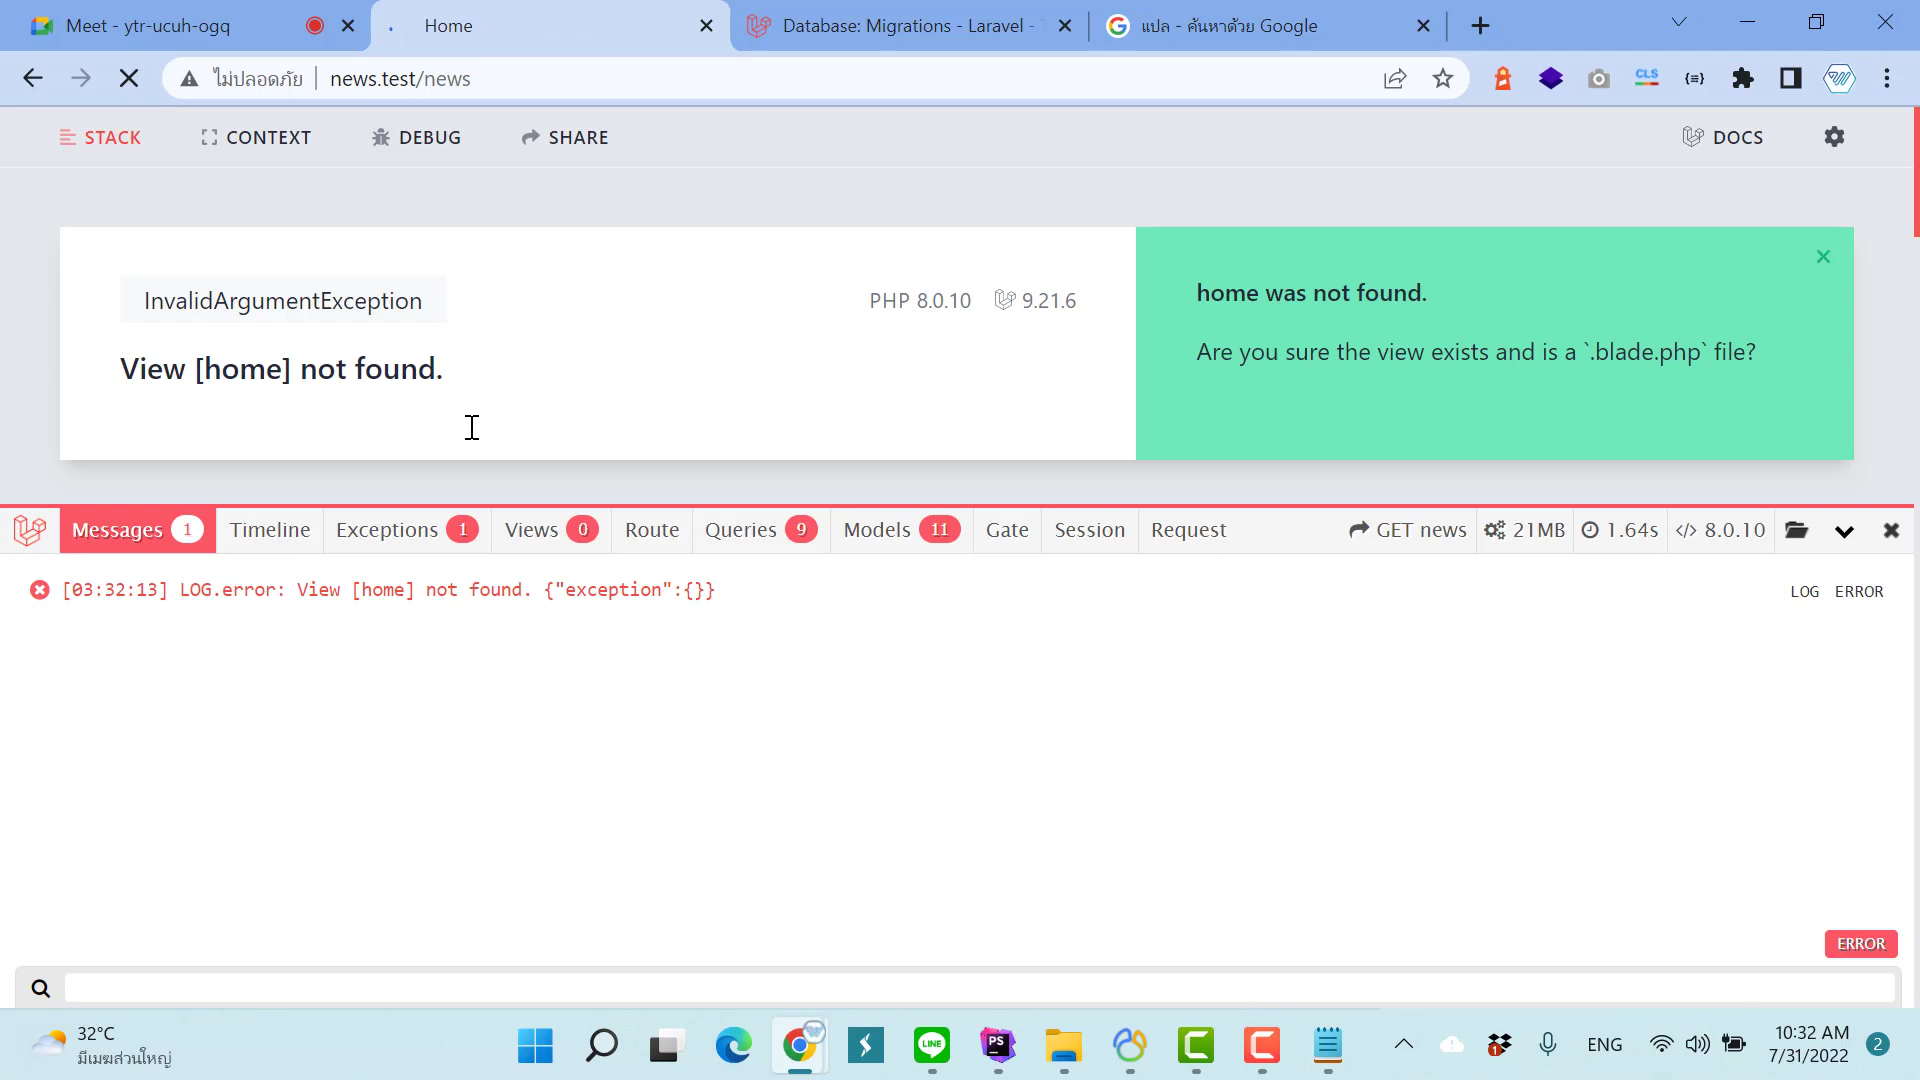 Meet - ytr-ucuh-ogq
Home
Database: Migrations - Laravel -
แปล - ค้นหาด้วย Google
ไม่ปลอดภัย news.test/news
CLS
STACK
CONTEXT
DEBUG
SHARE
DOCS
InvalidArgumentException
PHP 8.0.10
9.21.6
View [home] not found.
home was not found.
Are you sure the view exists and is a `.blade.php` file?
Messages 1
Timeline
Exceptions 1
Views 0
Route
Queries 9
Models 11
Gate
Session
Request
GET news
21MB
1.64s
8.0.10
[03:32:13] LOG.error: View [home] not found. {"exception":{}}
LOG ERROR
ERROR
32°C
มีเมฆส่วนใหญ่
LINE
PS
1
ENG
10:32 AM
7/31/2022
2